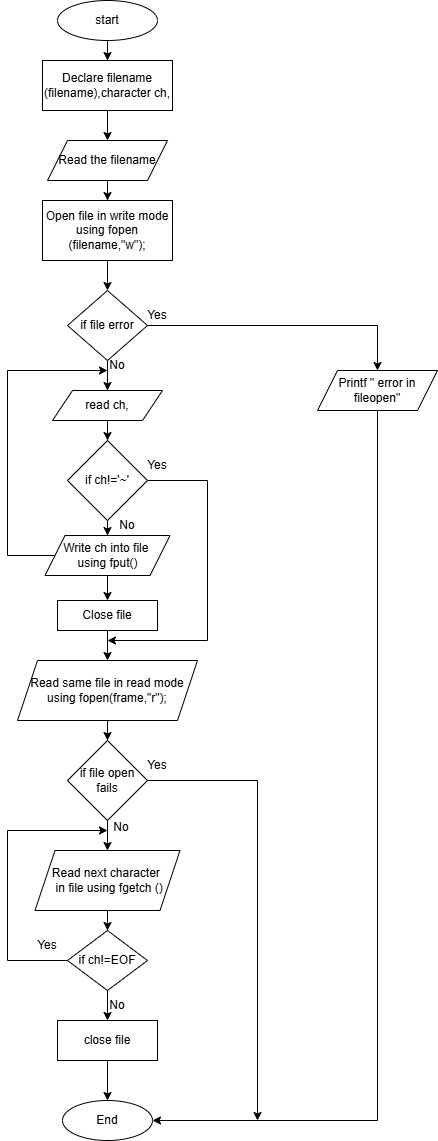 start
Declare filename
(filename),character ch,
Read the filename
Open file in write mode
using fopen
(filename,"w");
if file error
Yes
No
Printf " error in
fileopen"
read ch,
Yes
if ch!='~'
No
Write ch into file
using fput()
Close file
Read same file in read mode
using fopen(frame,"r");
Yes
if file open
fails
No
Read next character
in file using fgetch ()
Yes
if ch!=EOF
No
close file
End